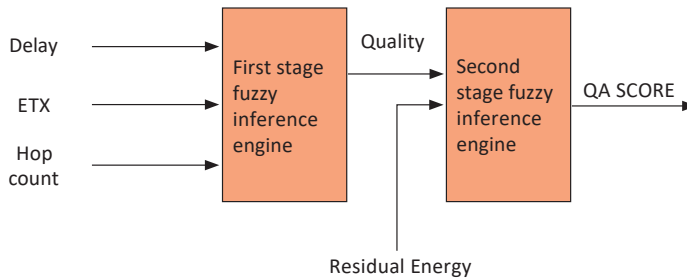 Delay
ETX
Hop
count
First stage
fuzzy
inference
engine
Quality
Second
stage fuzzy
inference
engine
QA SCORE
Residual Energy